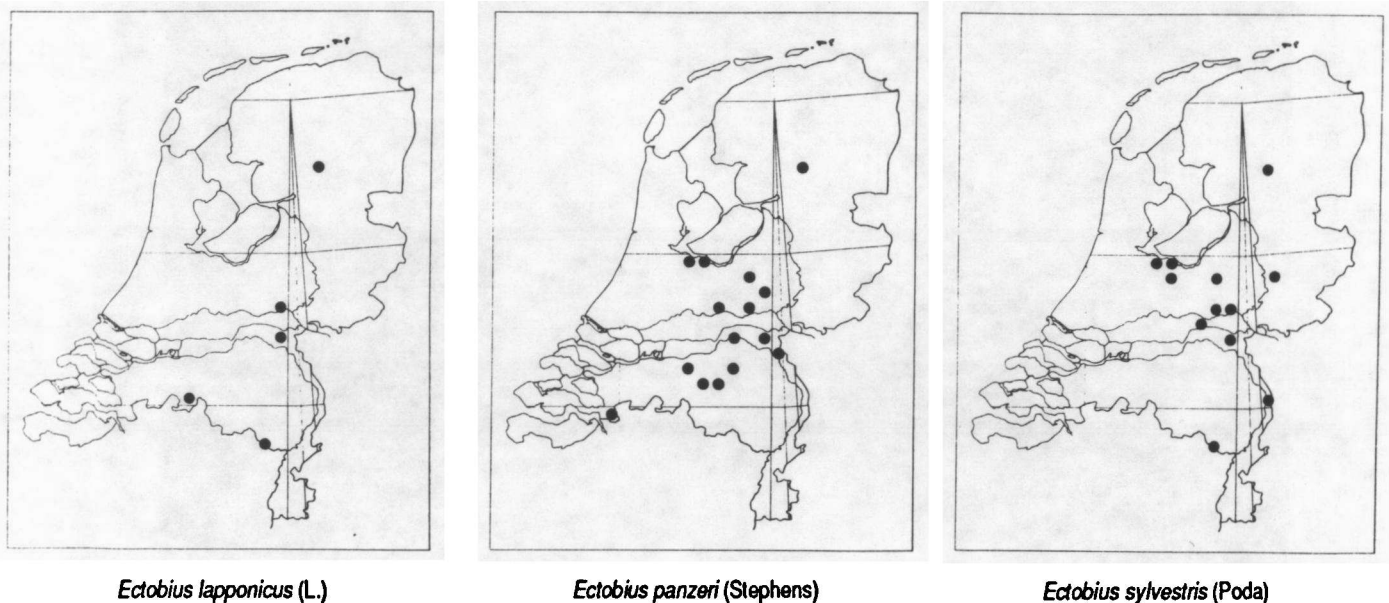 Ectobius lapponicus (L.)
Ectobius panzeri (Stephens)
Ectobius sylvestris (Poda)